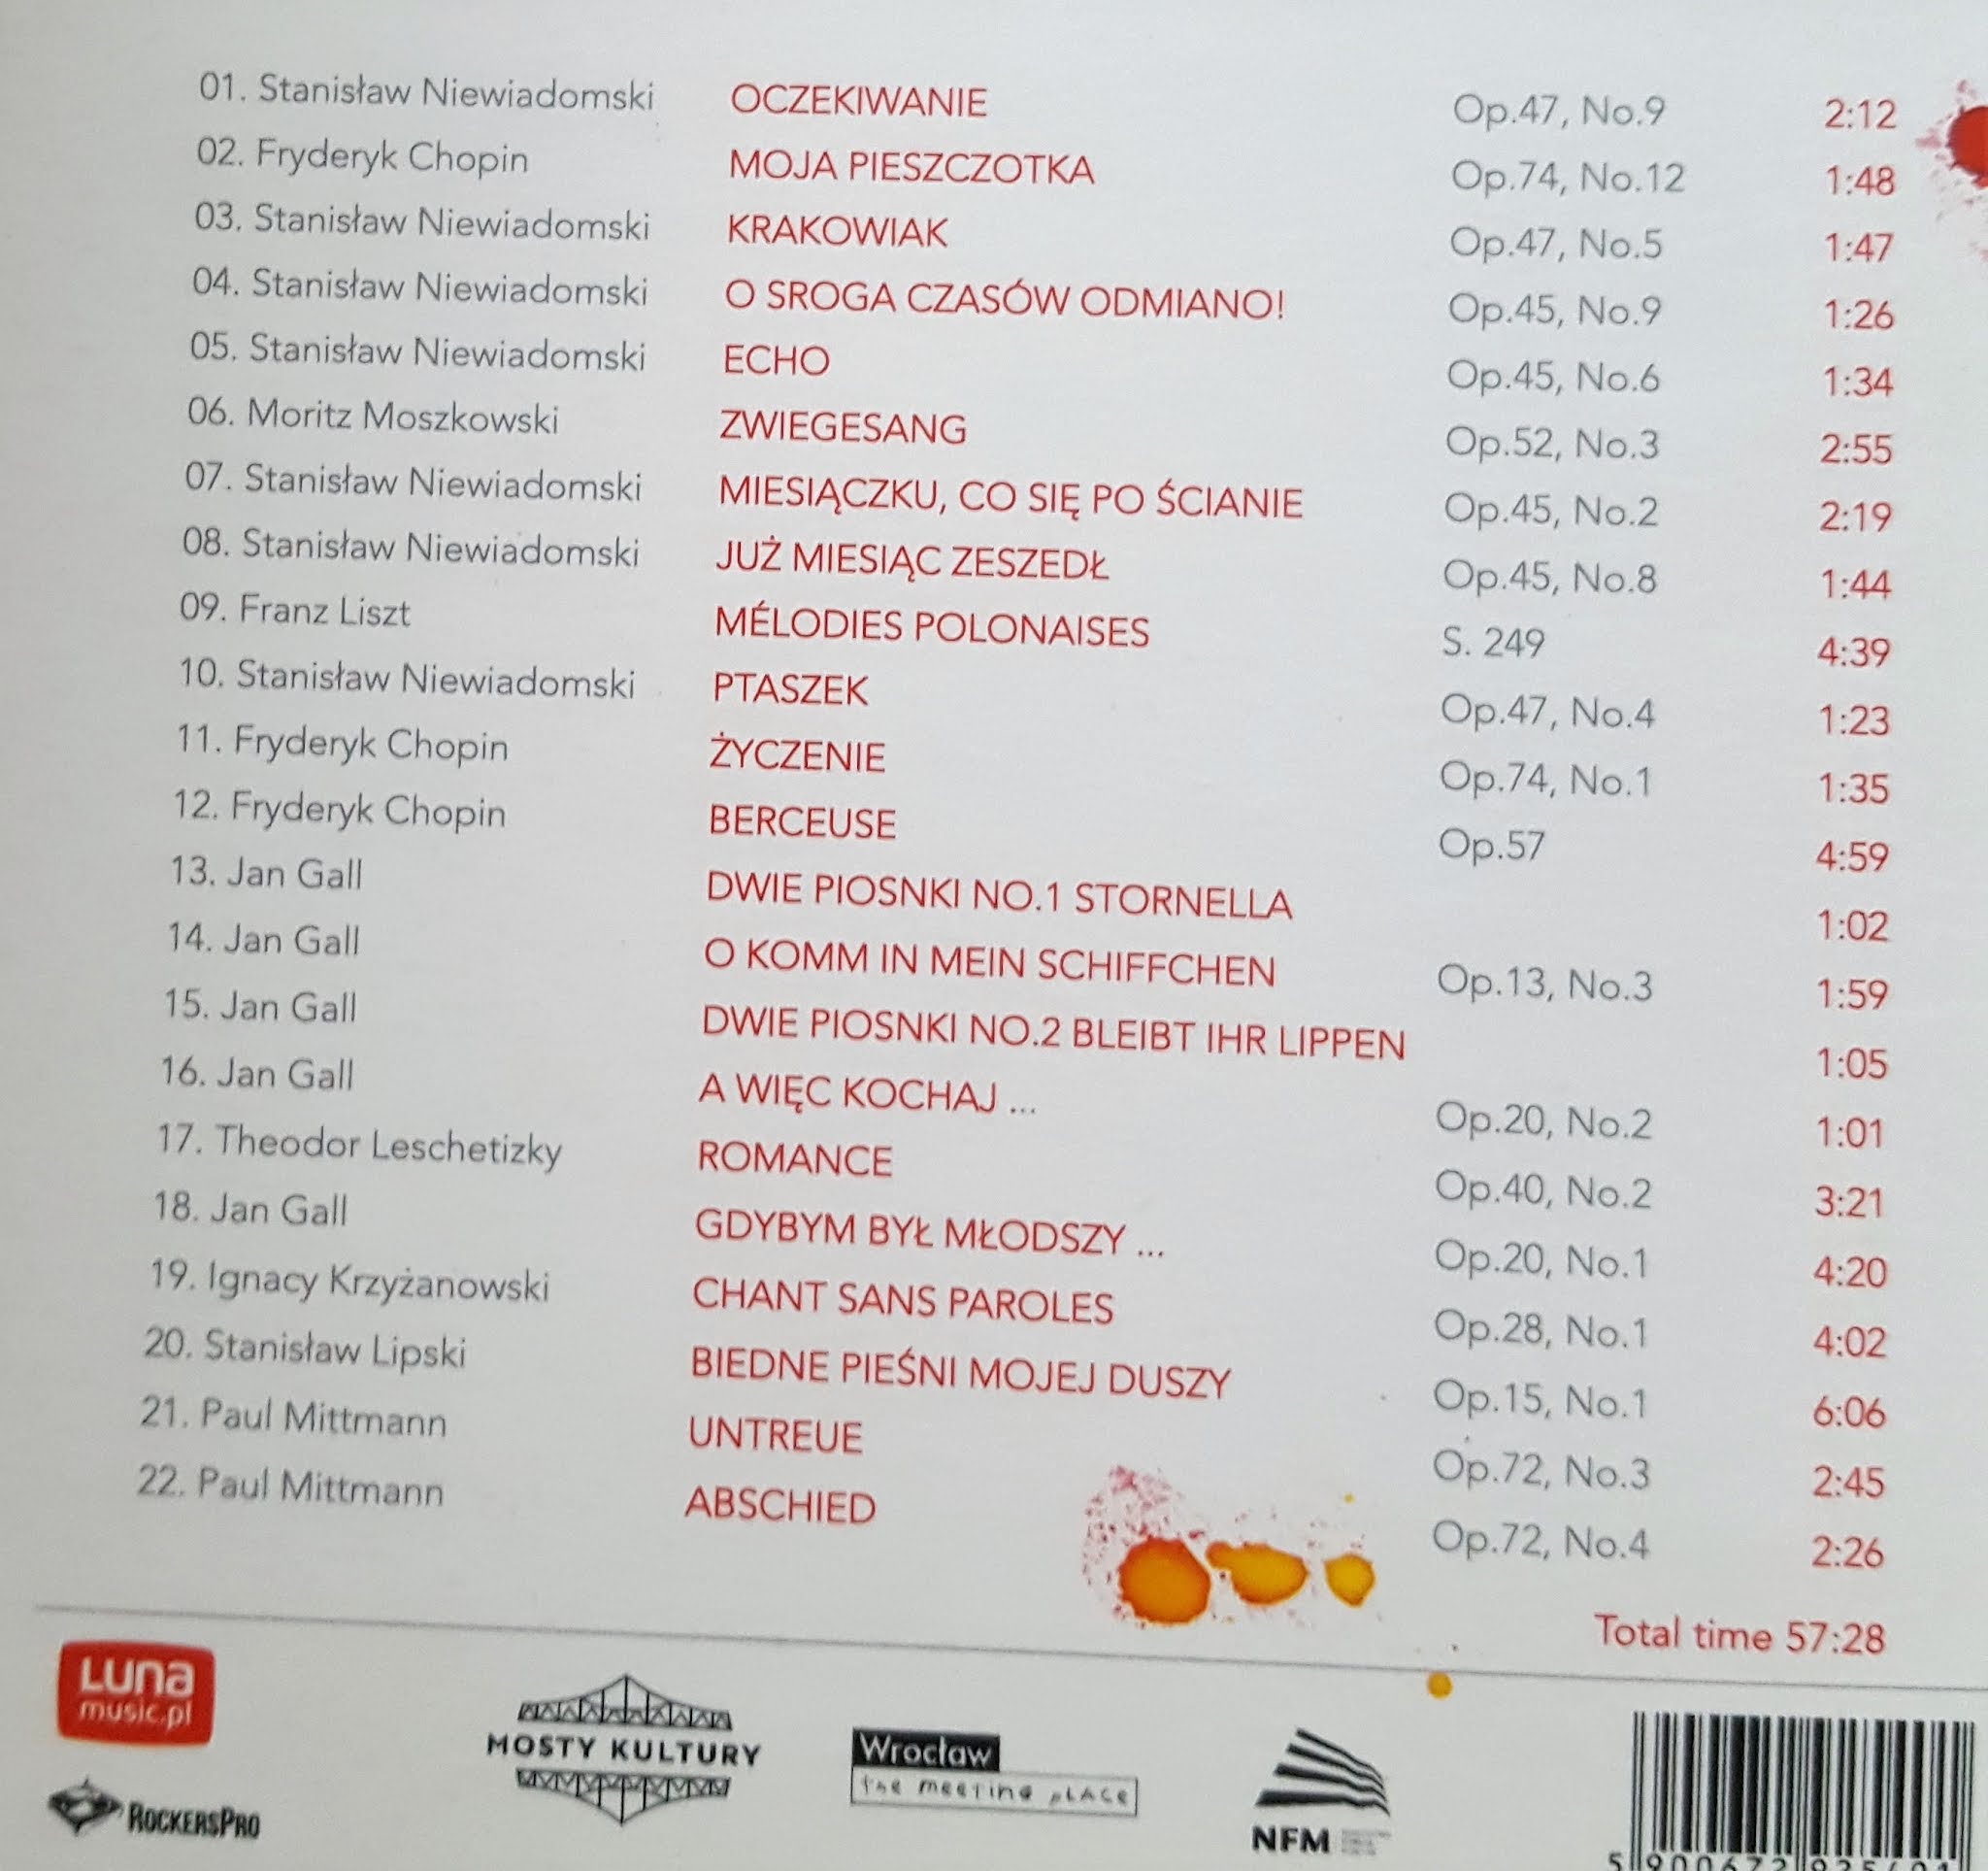 01. Stanisław Niewiadomski OCZEKIWANIE Op.47, No.9 2:12
02. Fryderyk Chopin MOJA PIESZCZOTKA Op.74, No.12 1:48
03. Stanisław Niewiadomski KRAKOWIAK Op.47, No.5 1:47
04. Stanisław Niewiadomski O SROGA CZASÓW ODMIANO! Op.45, No.9 1:26
05. Stanisław Niewiadomski ECHO Op.45, No.6 1:34
06. Moritz Moszkowski ZWIEGESANG Op.52, No.3 2:55
07. Stanisław Niewiadomski MIESIĄCZKU, CO SIĘ PO ŚCIANIE Op.45, No.2 2:19
08. Stanisław Niewiadomski JUŻ MIESIĄC ZESZEDŁ Op.45, No.8 1:44
09. Franz Liszt MÉLODIES POLONAISES S. 249 4:39
10. Stanisław Niewiadomski PTASZEK Op.47, No.4 1:23
11. Fryderyk Chopin ŻYCZENIE Op.74, No.1 1:35
12. Fryderyk Chopin BERCEUSE Op.57 4:59
13. Jan Gall DWIE PIOSNKI NO.1 STORNELLA 1:02
14. Jan Gall O KOMM IN MEIN SCHIFFCHEN Op.13, No.3 1:59
15. Jan Gall DWIE PIOSNKI NO.2 BLEIBT IHR LIPPEN 1:05
16. Jan Gall A WIĘC KOCHAJ ... Op.20, No.2 1:01
17. Theodor Leschetizky ROMANCE Op.40, No.2 3:21
18. Jan Gall GDYBYM BYŁ MŁODSZY ... Op.20, No.1 4:20
19. Ignacy Krzyżanowski CHANT SANS PAROLES Op.28, No.1 4:02
20. Stanisław Lipski BIEDNE PIEŚNI MOJEJ DUSZY Op.15, No.1 6:06
21. Paul Mittmann UNTREUE Op.72, No.3 2:45
22. Paul Mittmann ABSCHIED Op.72, No.4 2:26
Total time 57:28
Luna
music.pl
RockersPro
MOSTY KULTURY
Wrocław
the meeting place
NFM